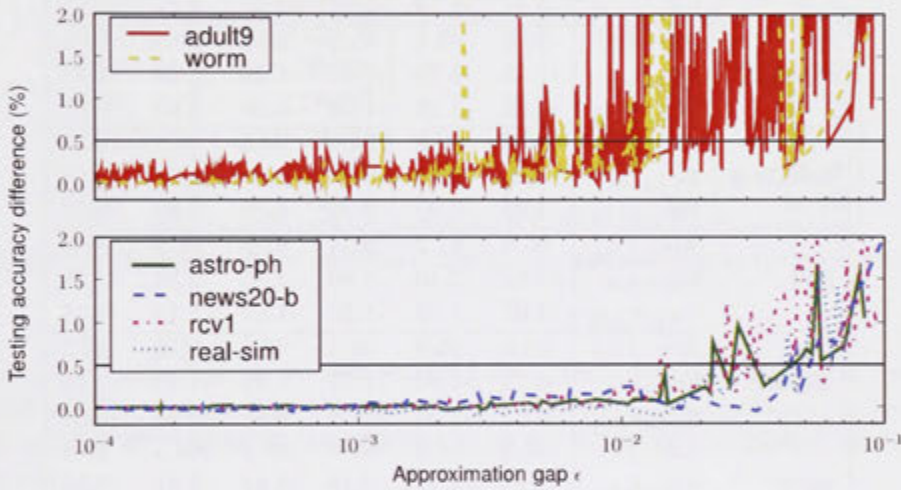 Testing accuracy difference (%)
2.0
1.5
1.0
0.5
0.0
adult9
worm
2.0
1.5
1.0
0.5
0.0
astro-ph
news20-b
rcv1
real-sim
10⁻⁴
10⁻³
10⁻²
10⁻¹
Approximation gap ϵ